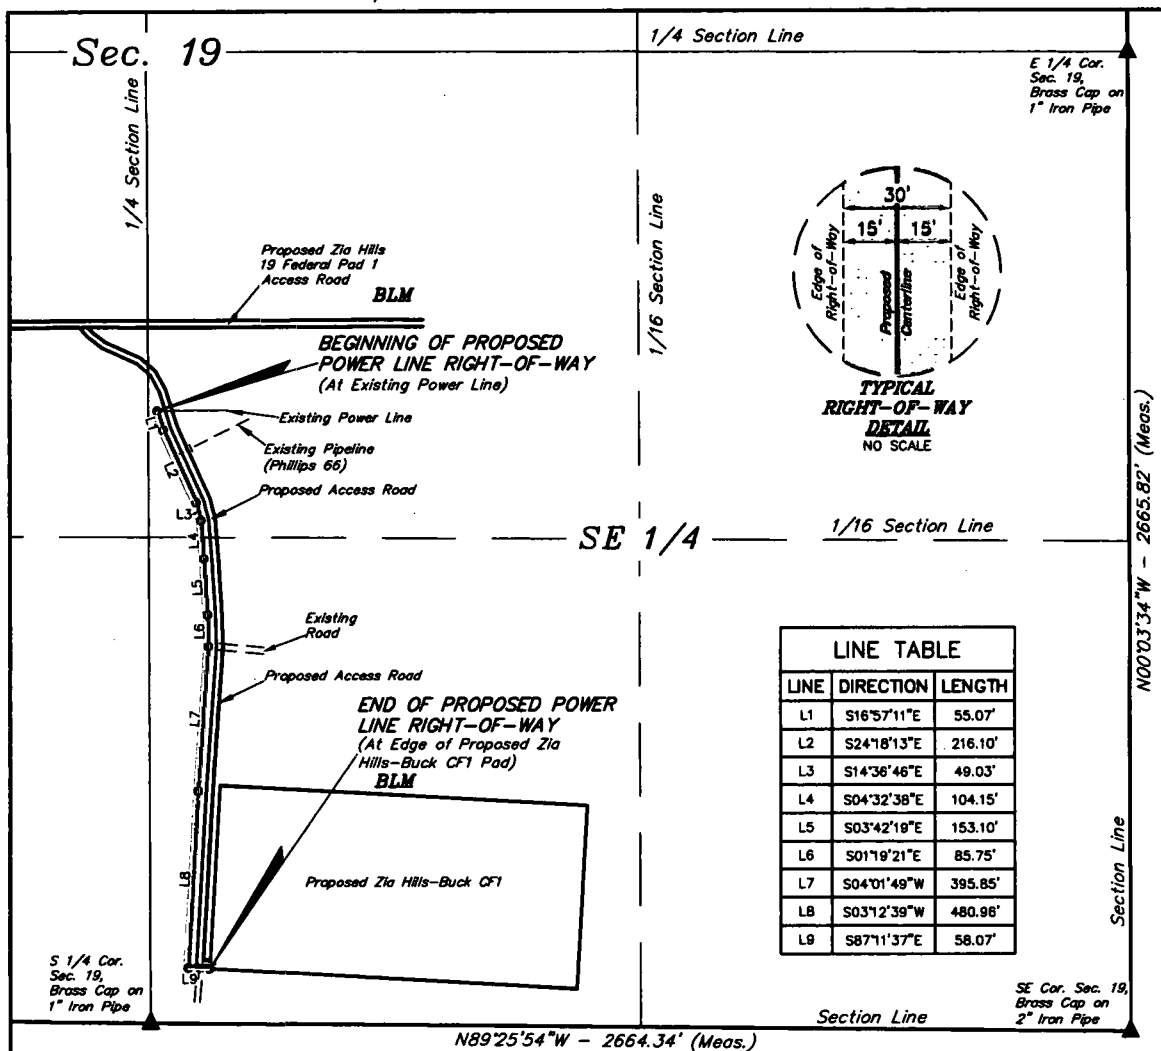 Sec. 19
1/4 Section Line
E 1/4 Cor.
Sec. 19,
Brass Cap on
1" Iron Pipe
1/4 Section Line
1/16 Section Line
30'
15' 15'
Edge of
Right-of-Way
Proposed
Centerline
Edge of
Right-of-Way
TYPICAL
RIGHT-OF-WAY
DETAIL
NO SCALE
Proposed Zia Hills
19 Federal Pad 1
Access Road
BLM
BEGINNING OF PROPOSED
POWER LINE RIGHT-OF-WAY
(At Existing Power Line)
Existing Power Line
Existing Pipeline
(Phillips 66)
Proposed Access Road
L1
L2
L3
L4
L5
L6
L7
L8
L9
SE 1/4
1/16 Section Line
N00°03'34"W - 2665.82' (Meas.)
Existing
Road
Proposed Access Road
END OF PROPOSED POWER
LINE RIGHT-OF-WAY
(At Edge of Proposed Zia
Hills-Buck CF1 Pad)
BLM
Proposed Zia Hills-Buck CF1
LINE TABLE
LINE DIRECTION LENGTH
L1 S16°57'11"E 55.07'
L2 S24°18'13"E 216.10'
L3 S14°36'46"E 49.03'
L4 S04°32'38"E 104.15'
L5 S03°42'19"E 153.10'
L6 S01°19'21"E 85.75'
L7 S04°01'49"W 395.85'
L8 S03°12'39"W 480.96'
L9 S87°11'37"E 58.07'
Section Line
S 1/4 Cor.
Sec. 19,
Brass Cap on
1" Iron Pipe
SE Cor. Sec. 19,
Brass Cap on
2" Iron Pipe
Section Line
N89°25'54"W - 2664.34' (Meas.)